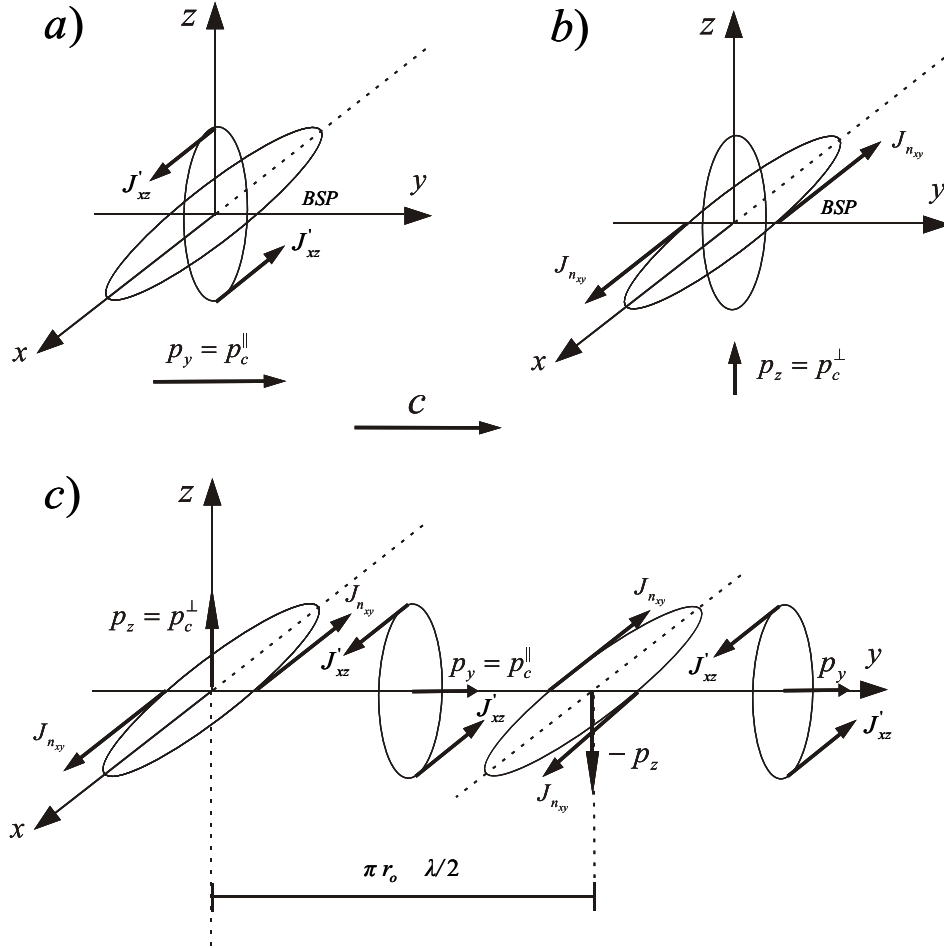 a)
z
J'xz
BSP
y
J'xz
x
py = pc∥
b)
z
Jnxy
y
BSP
Jnxy
x
pz = pc⊥
c
c)
z
pz = pc⊥
Jnxy
Jnxy
J'xz
py = pc∥
J'xz
Jnxy
x
J'xz
py
y
J'xz
− pz
Jnxy
π ro λ/2